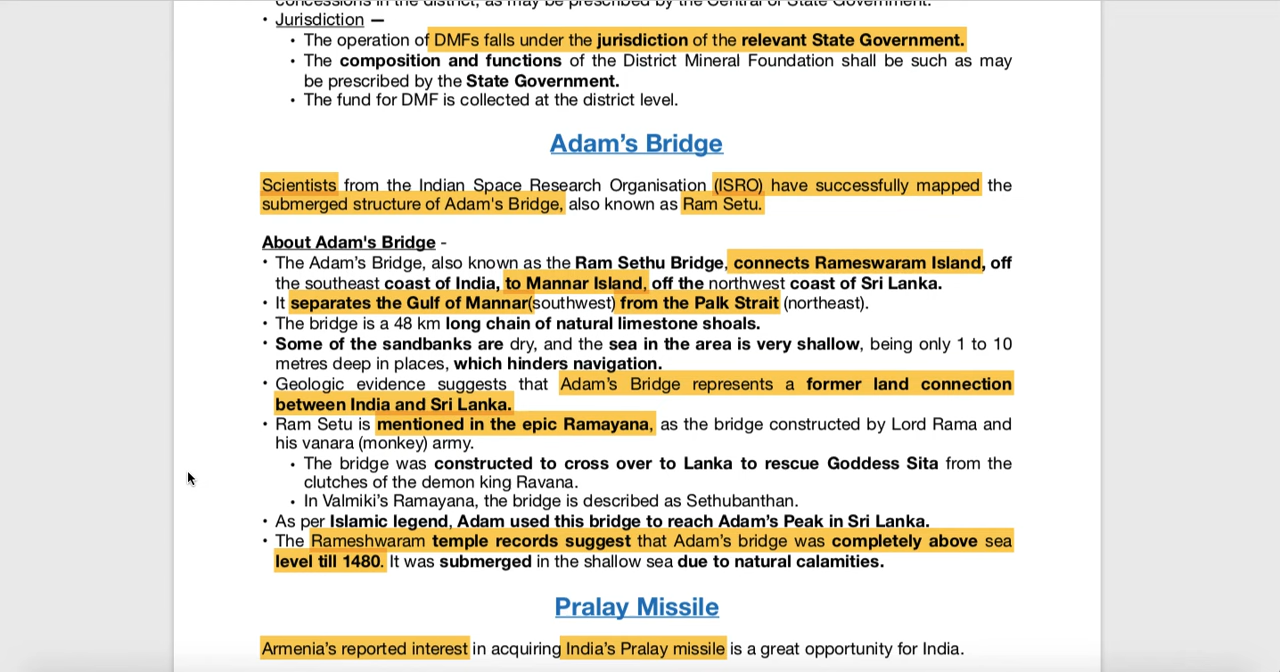 concessions in the district, as may be prescribed by the Central or State Government.
• Jurisdiction —
• The operation of DMFs falls under the jurisdiction of the relevant State Government.
• The composition and functions of the District Mineral Foundation shall be such as may
be prescribed by the State Government.
• The fund for DMF is collected at the district level.
Adam's Bridge
Scientists from the Indian Space Research Organisation (ISRO) have successfully mapped the
submerged structure of Adam's Bridge, also known as Ram Setu.
About Adam's Bridge -
• The Adam's Bridge, also known as the Ram Sethu Bridge, connects Rameswaram Island, off
the southeast coast of India, to Mannar Island, off the northwest coast of Sri Lanka.
• It separates the Gulf of Mannar(southwest) from the Palk Strait (northeast).
• The bridge is a 48 km long chain of natural limestone shoals.
• Some of the sandbanks are dry, and the sea in the area is very shallow, being only 1 to 10
metres deep in places, which hinders navigation.
• Geologic evidence suggests that Adam's Bridge represents a former land connection
between India and Sri Lanka.
• Ram Setu is mentioned in the epic Ramayana, as the bridge constructed by Lord Rama and
his vanara (monkey) army.
• The bridge was constructed to cross over to Lanka to rescue Goddess Sita from the
clutches of the demon king Ravana.
• In Valmiki's Ramayana, the bridge is described as Sethubanthan.
• As per Islamic legend, Adam used this bridge to reach Adam's Peak in Sri Lanka.
• The Rameshwaram temple records suggest that Adam's bridge was completely above sea
level till 1480. It was submerged in the shallow sea due to natural calamities.
Pralay Missile
Armenia's reported interest in acquiring India's Pralay missile is a great opportunity for India.